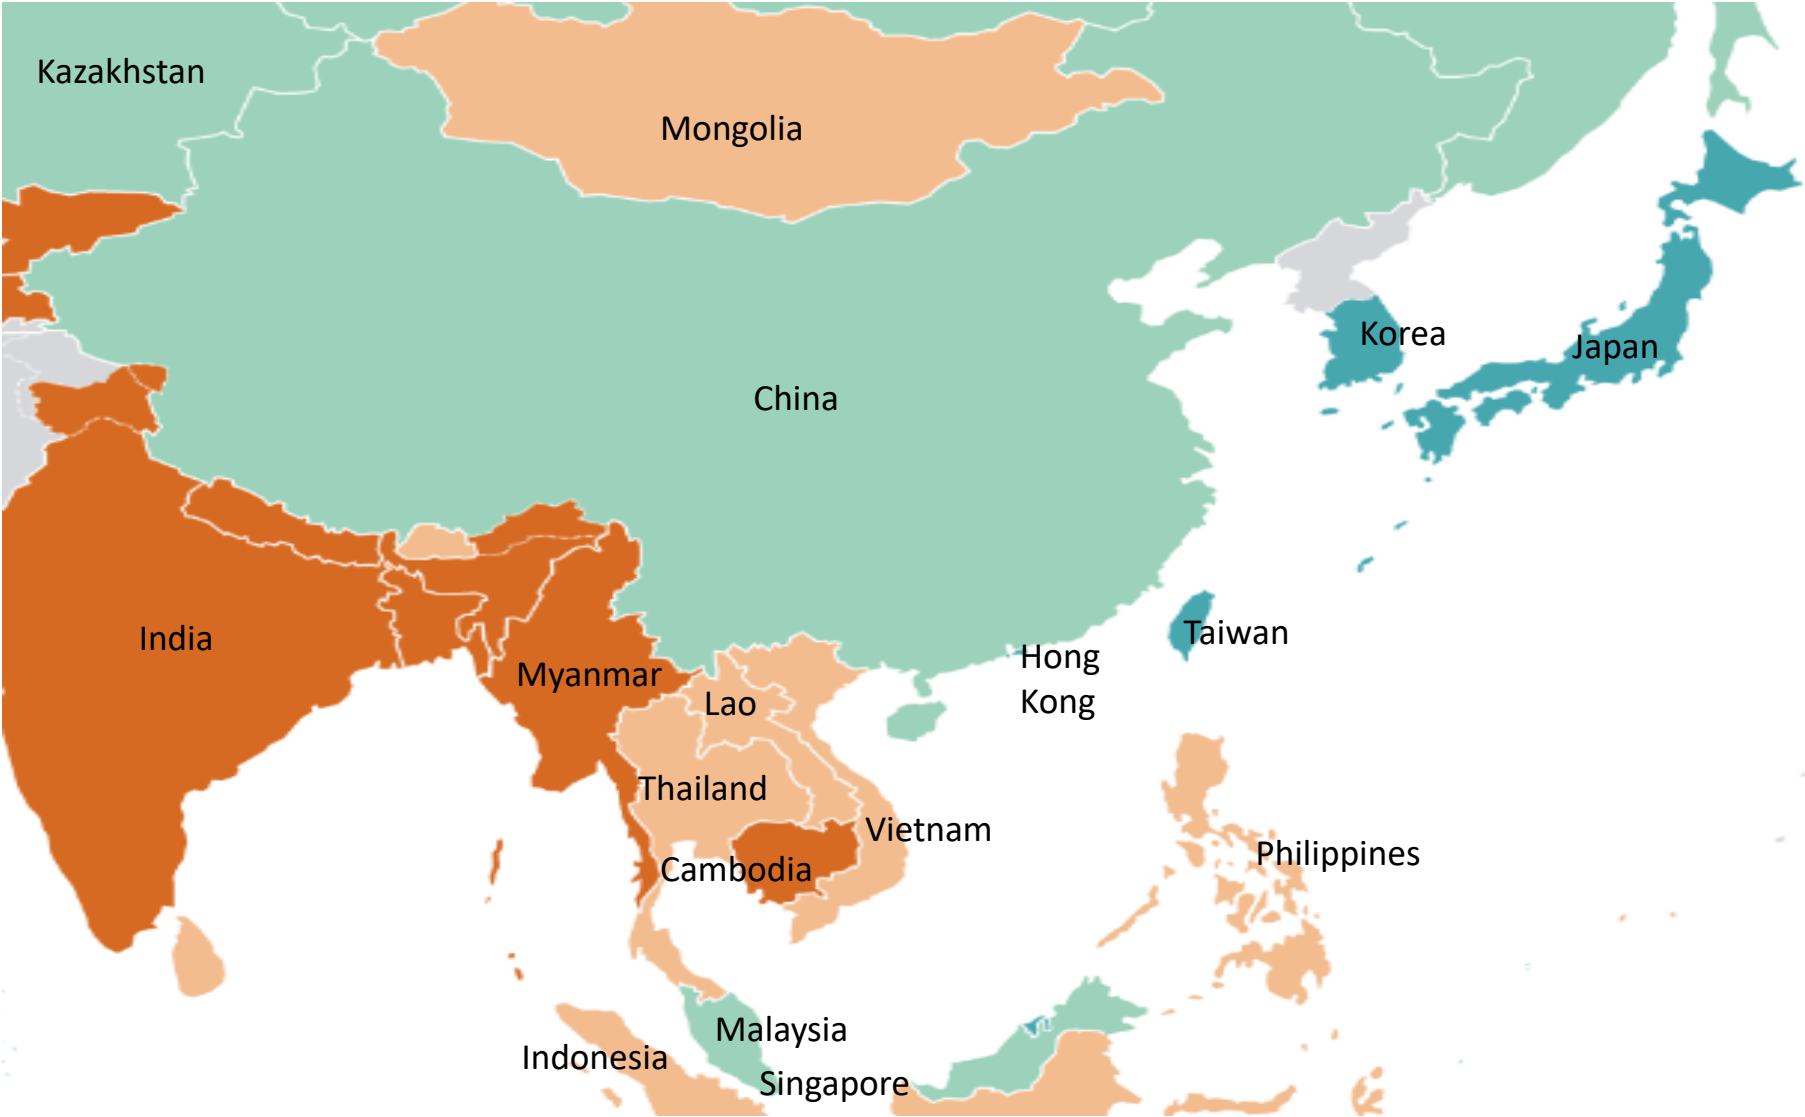 Kazakhstan
Mongolia
Korea
Japan
China
India
Taiwan
Hong
Kong
Myanmar
Lao
Thailand
Vietnam
Philippines
Cambodia
Malaysia
Indonesia
Singapore